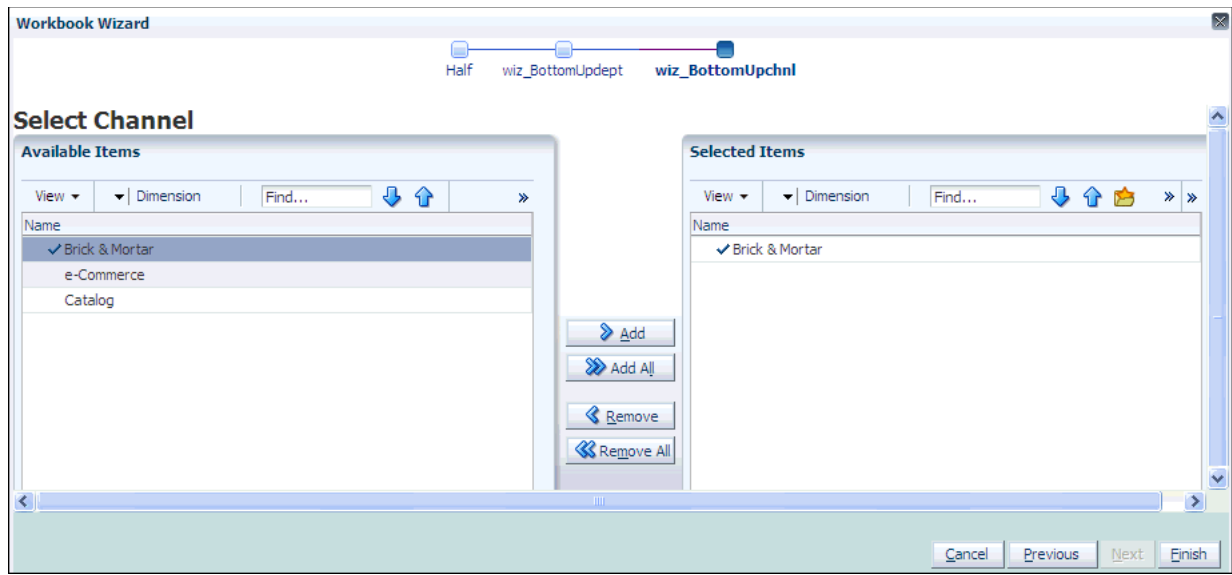 Workbook Wizard
Half wiz_BottomUpdept wiz_BottomUpchnl
Select Channel
Available Items
View Dimension Find...
Name
Brick & Mortar
e-Commerce
Catalog
Add
Add All
Remove
Remove All
Selected Items
View Dimension Find...
Name
Brick & Mortar
Cancel Previous Next Finish